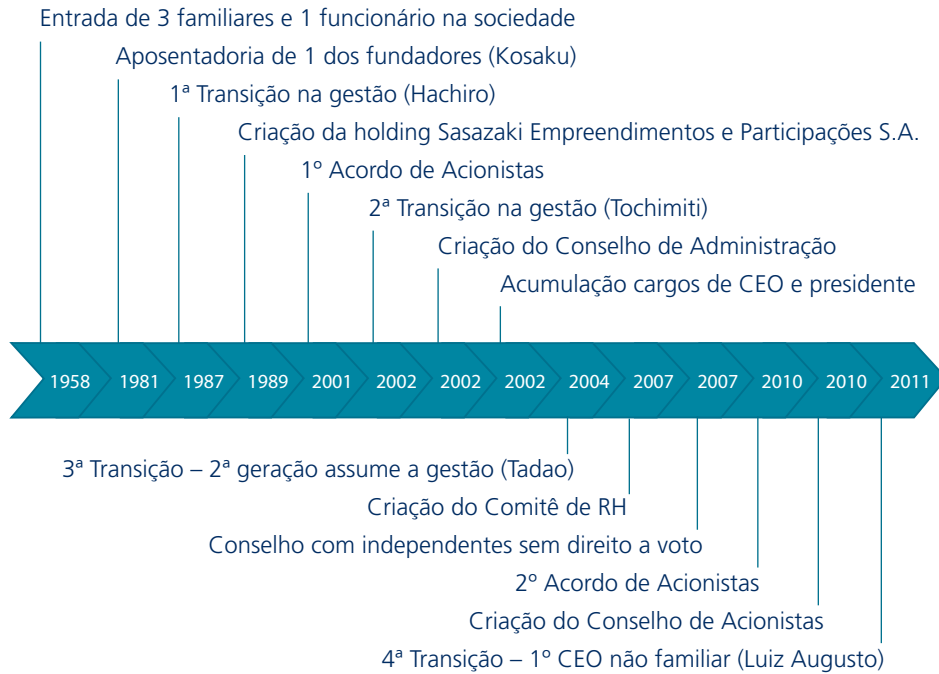 Entrada de 3 familiares e 1 funcionário na sociedade
Aposentadoria de 1 dos fundadores (Kosaku)
1ª Transição na gestão (Hachiro)
Criação da holding Sasazaki Empreendimentos e Participações S.A.
1º Acordo de Acionistas
2ª Transição na gestão (Tochimiti)
Criação do Conselho de Administração
Acumulação cargos de CEO e presidente
1958 1981 1987 1989 2001 2002 2002 2002 2004 2007 2007 2010 2010 2011
3ª Transição – 2ª geração assume a gestão (Tadao)
Criação do Comitê de RH
Conselho com independentes sem direito a voto
2º Acordo de Acionistas
Criação do Conselho de Acionistas
4ª Transição – 1º CEO não familiar (Luiz Augusto)